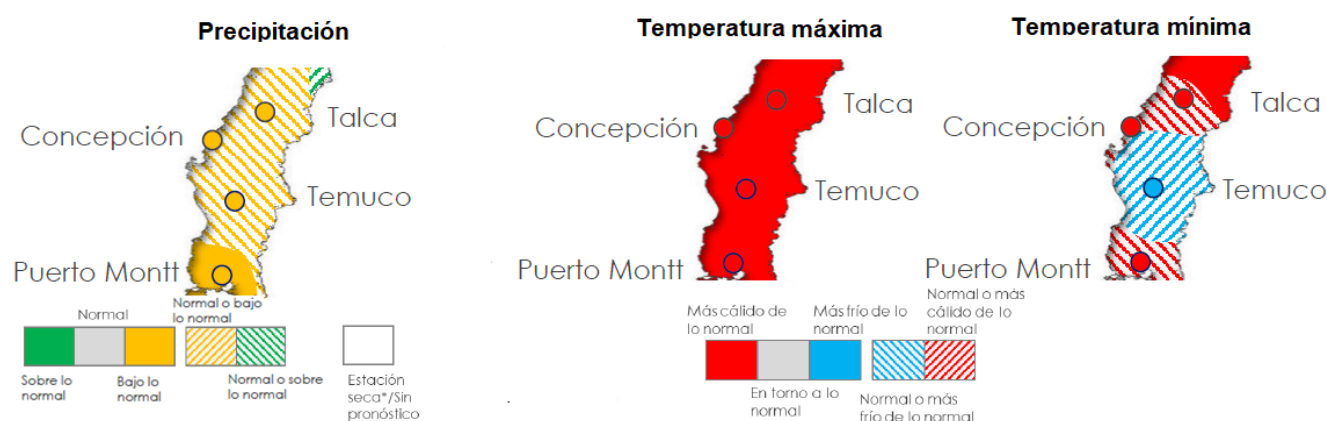 Precipitación
Concepción
Talca
Temuco
Puerto Montt
Normal
Normal o bajo
lo normal
Sobre lo
normal
Bajo lo
normal
Normal o sobre
lo normal
Estación
seca*/Sin
pronóstico
Temperatura máxima
Concepción
Talca
Temuco
Puerto Montt
Temperatura mínima
Concepción
Talca
Temuco
Puerto Montt
Más cálido de
lo normal
Más frío de lo
normal
Normal o más
cálido de lo
normal
En torno a lo
normal
Normal o más
frío de lo normal